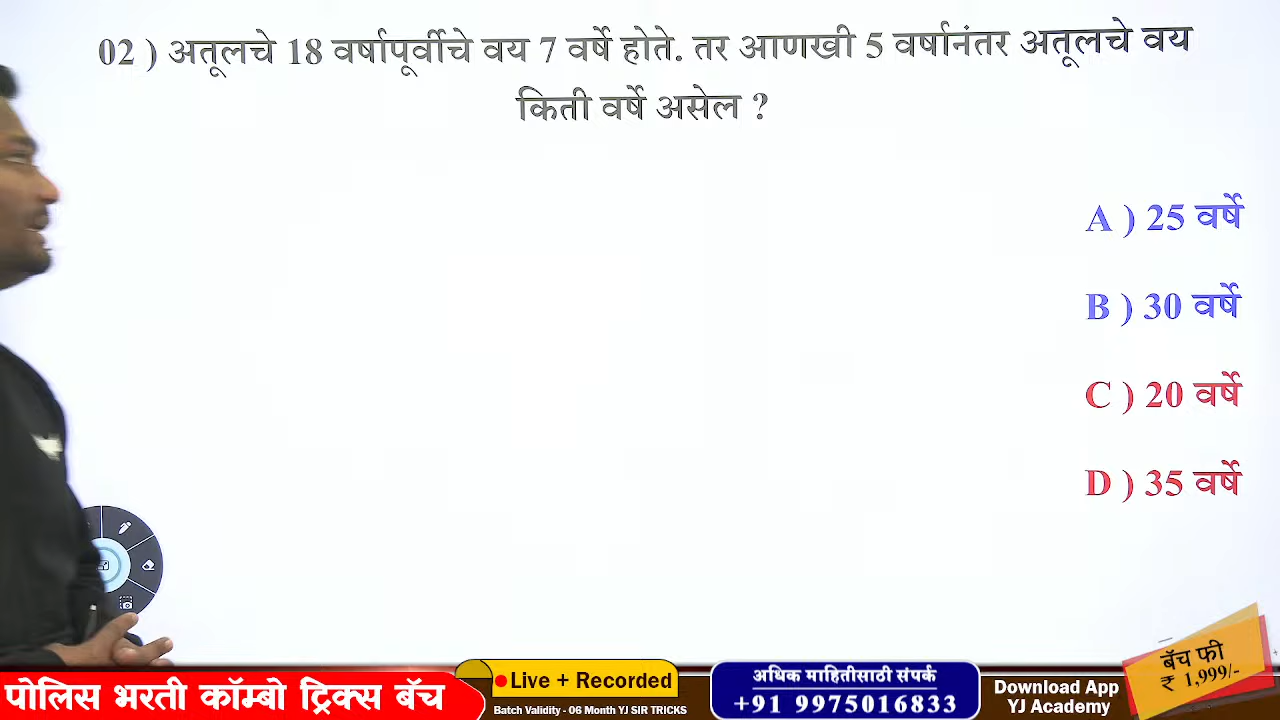 02 ) अतूलचे 18 वर्षापूर्वीचे वय 7 वर्षे होते. तर आणखी 5 वर्षानंतर अतूलचे वय
किती वर्षे असेल ?
A ) 25 वर्षे
B ) 30 वर्षे
C ) 20 वर्षे
D ) 35 वर्षे
पोलिस भरती कॉम्बो ट्रिक्स बॅच
Live + Recorded
Batch Validity - 06 Month YJ SIR TRICKS
अधिक माहितीसाठी संपर्क
+91 9975016833
Download App
YJ Academy
बॅच फी
₹ 1,999/-